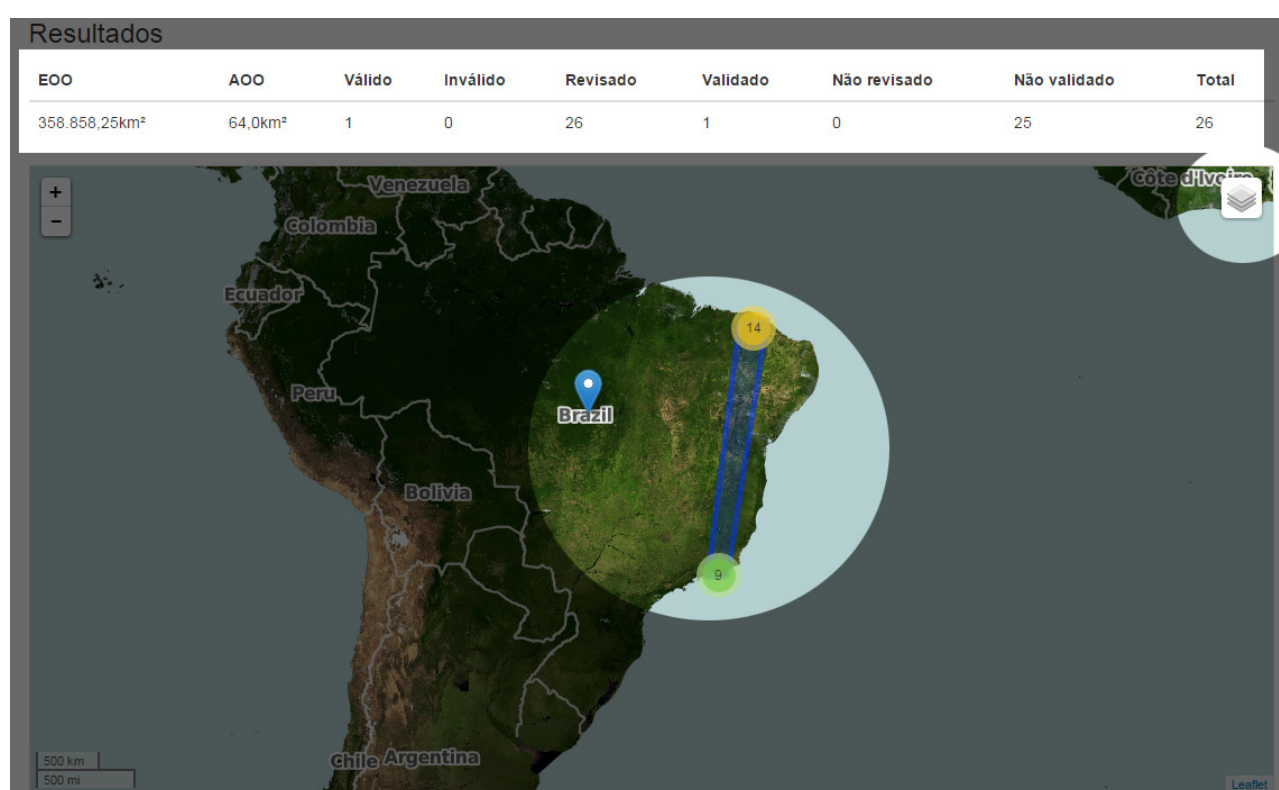 Resultados
EOO AOO Válido Inválido Revisado Validado Não revisado Não validado Total
358.858,25km² 64,0km² 1 0 26 1 0 25 26
+
−
Venezuela
Côte d'Ivoire
Colombia
Ecuador
14
Peru
Brazil
Bolivia
9
Chile Argentina
500 km
500 mi
Leaflet